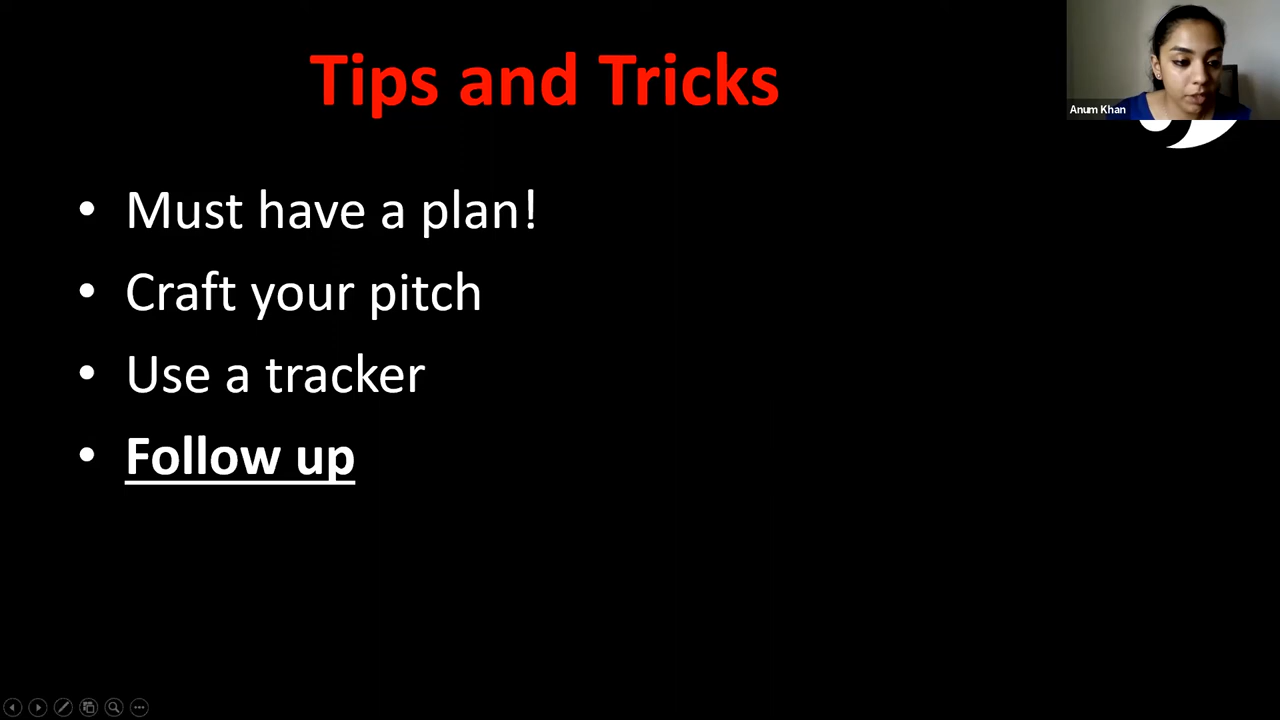 Tips and Tricks
Anum Khan
• Must have a plan!
• Craft your pitch
• Use a tracker
• Follow up